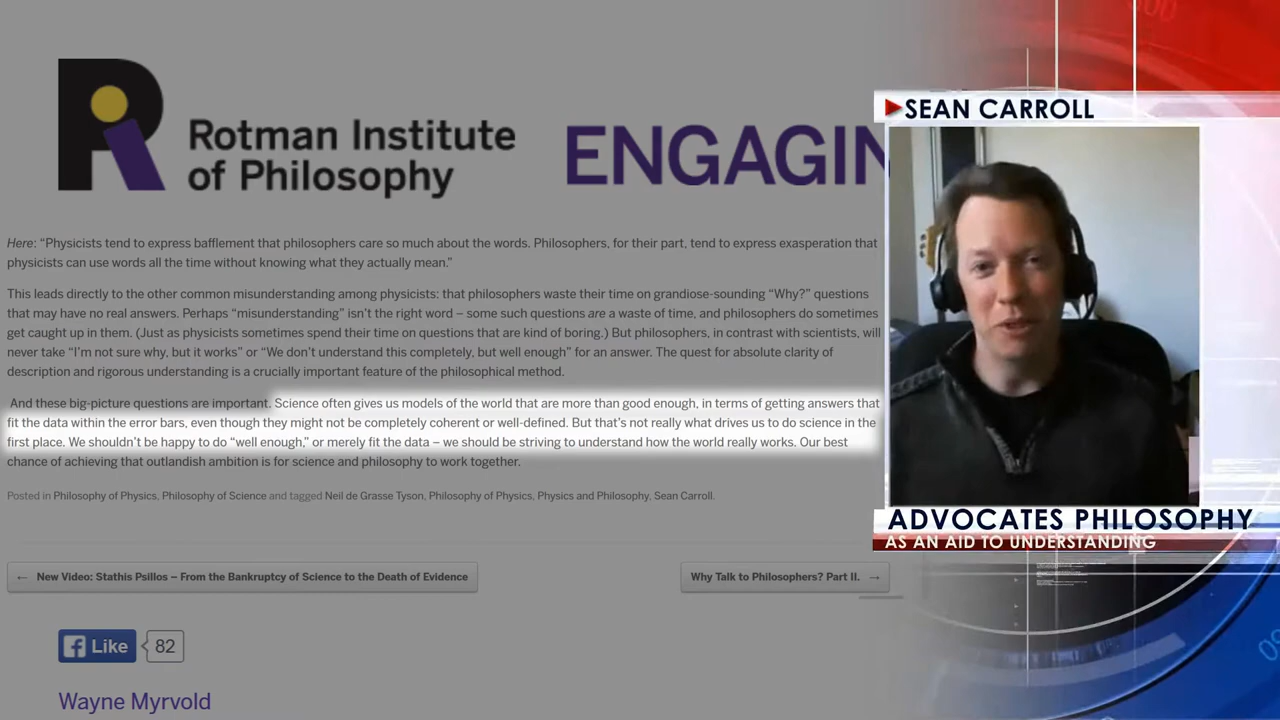 Rotman Institute
of Philosophy
ENGAGIN
Here: “Physicists tend to express bafflement that philosophers care so much about the words. Philosophers, for their part, tend to express exasperation that
physicists can use words all the time without knowing what they actually mean.”
This leads directly to the other common misunderstanding among physicists: that philosophers waste their time on grandiose-sounding “Why?” questions
that may have no real answers. Perhaps “misunderstanding” isn’t the right word – some such questions are a waste of time, and philosophers do sometimes
get caught up in them. (Just as physicists sometimes spend their time on questions that are kind of boring.) But philosophers, in contrast with scientists, will
never take “I’m not sure why, but it works” or “We don’t understand this completely, but well enough” for an answer. The quest for absolute clarity of
description and rigorous understanding is a crucially important feature of the philosophical method.
And these big-picture questions are important. Science often gives us models of the world that are more than good enough, in terms of getting answers that
fit the data within the error bars, even though they might not be completely coherent or well-defined. But that’s not really what drives us to do science in the
first place. We shouldn’t be happy to do “well enough,” or merely fit the data – we should be striving to understand how the world really works. Our best
chance of achieving that outlandish ambition is for science and philosophy to work together.
Posted in Philosophy of Physics, Philosophy of Science and tagged Neil de Grasse Tyson, Philosophy of Physics, Physics and Philosophy, Sean Carroll.
← New Video: Stathis Psillos – From the Bankruptcy of Science to the Death of Evidence
Why Talk to Philosophers? Part II. →
Like 82
Wayne Myrvold
SEAN CARROLL
ADVOCATES PHILOSOPHY
AS AN AID TO UNDERSTANDING